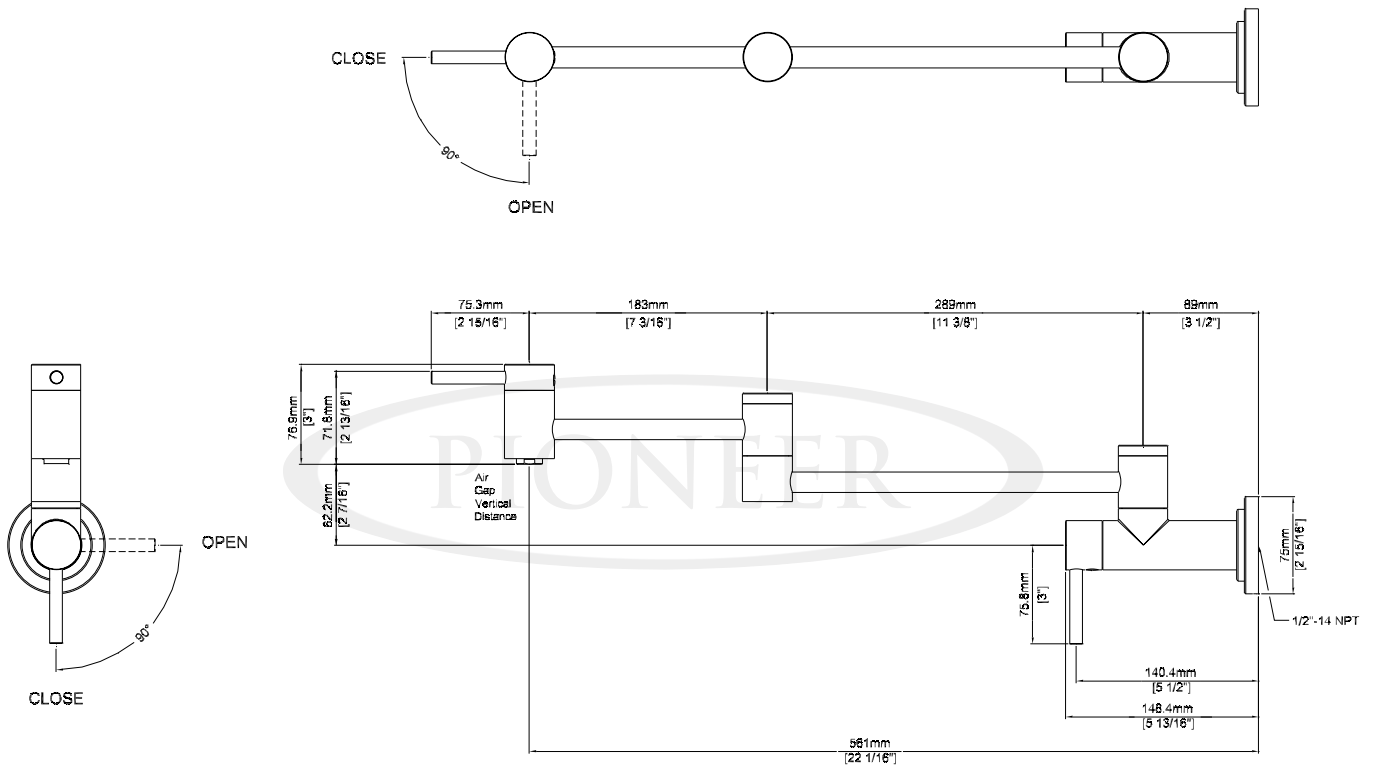 CLOSE
90°
OPEN
75.3mm
[2 15/16"]
183mm
[7 3/16"]
289mm
[11 3/8"]
89mm
[3 1/2"]
76.9mm
[3"]
71.8mm
[2 13/16"]
62.2mm
[2 7/16"]
Air
Gap
Vertical
Distance
PIONEER
OPEN
90°
CLOSE
75mm
[2 15/16"]
75.8mm
[3"]
1/2"-14 NPT
140.4mm
[5 1/2"]
148.4mm
[5 13/16"]
561mm
[22 1/16"]